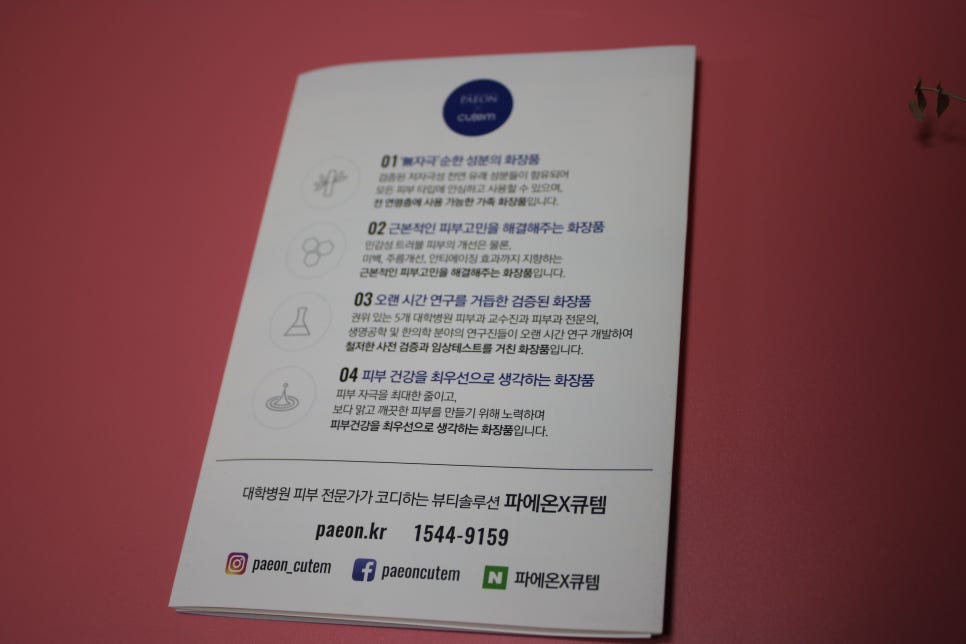 PAEON
cutem
01 '無자극' 순한 성분의 화장품
검증된 저자극성 천연 유래 성분들이 함유되어
모든 피부 타입에 안심하고 사용할 수 있으며,
전 연령층에 사용 가능한 가족 화장품입니다.
02 근본적인 피부고민을 해결해주는 화장품
민감성 트러블 피부의 개선은 물론,
미백, 주름개선, 안티에이징 효과까지 지향하는
근본적인 피부고민을 해결해주는 화장품입니다.
03 오랜 시간 연구를 거듭한 검증된 화장품
권위 있는 5개 대학병원 피부과 교수진과 피부과 전문의,
생명공학 및 한의학 분야의 연구진들이 오랜 시간 연구 개발하여
철저한 사전 검증과 임상테스트를 거친 화장품입니다.
04 피부 건강을 최우선으로 생각하는 화장품
피부 자극을 최대한 줄이고,
보다 맑고 깨끗한 피부를 만들기 위해 노력하며
피부건강을 최우선으로 생각하는 화장품입니다.
대학병원 피부 전문가가 코디하는 뷰티솔루션 파에온X큐템
paeon.kr 1544-9159
paeon_cutem paeoncutem N 파에온X큐템